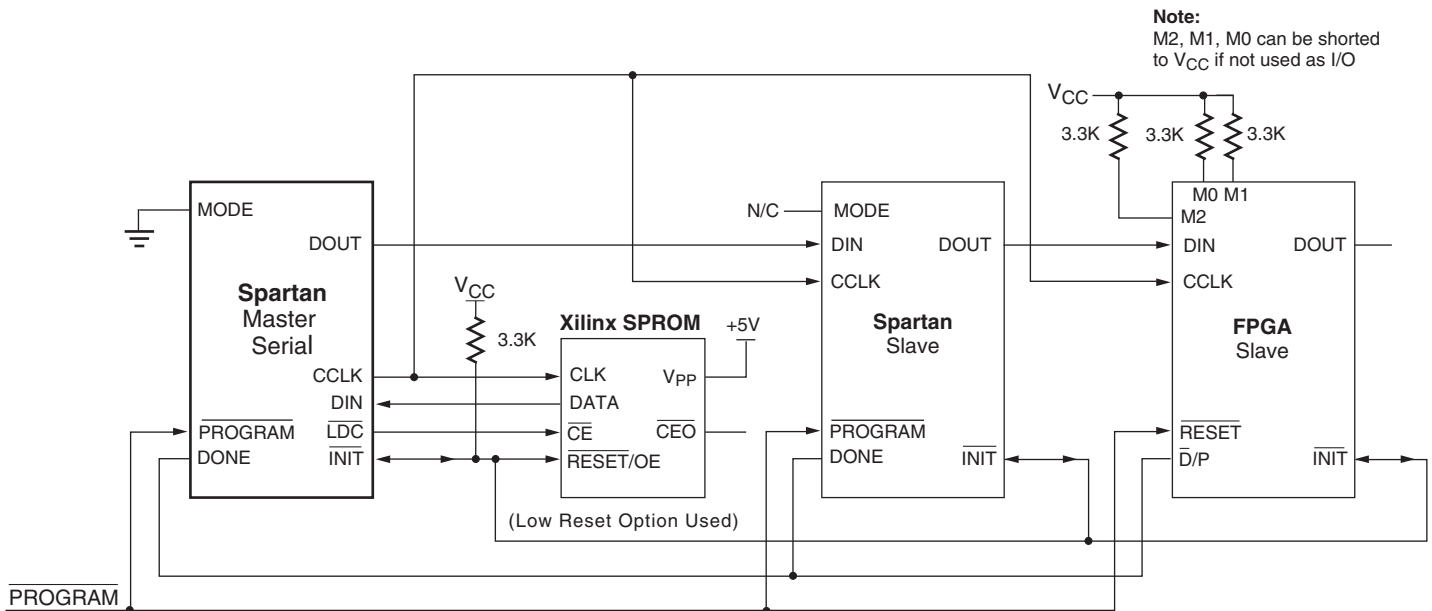 Note:
M2, M1, M0 can be shorted
to VCC if not used as I/O
VCC
3.3K
3.3K
3.3K
MODE
DOUT
Spartan
Master
Serial
CCLK
DIN
PROGRAM
LDC
DONE
INIT
VCC
3.3K
Xilinx SPROM
+5V
CLK
VPP
DATA
CE
CEO
RESET/OE
(Low Reset Option Used)
N/C
MODE
DIN
DOUT
CCLK
Spartan
Slave
PROGRAM
DONE
INIT
M0 M1
M2
DIN
DOUT
CCLK
FPGA
Slave
RESET
D/P
INIT
PROGRAM